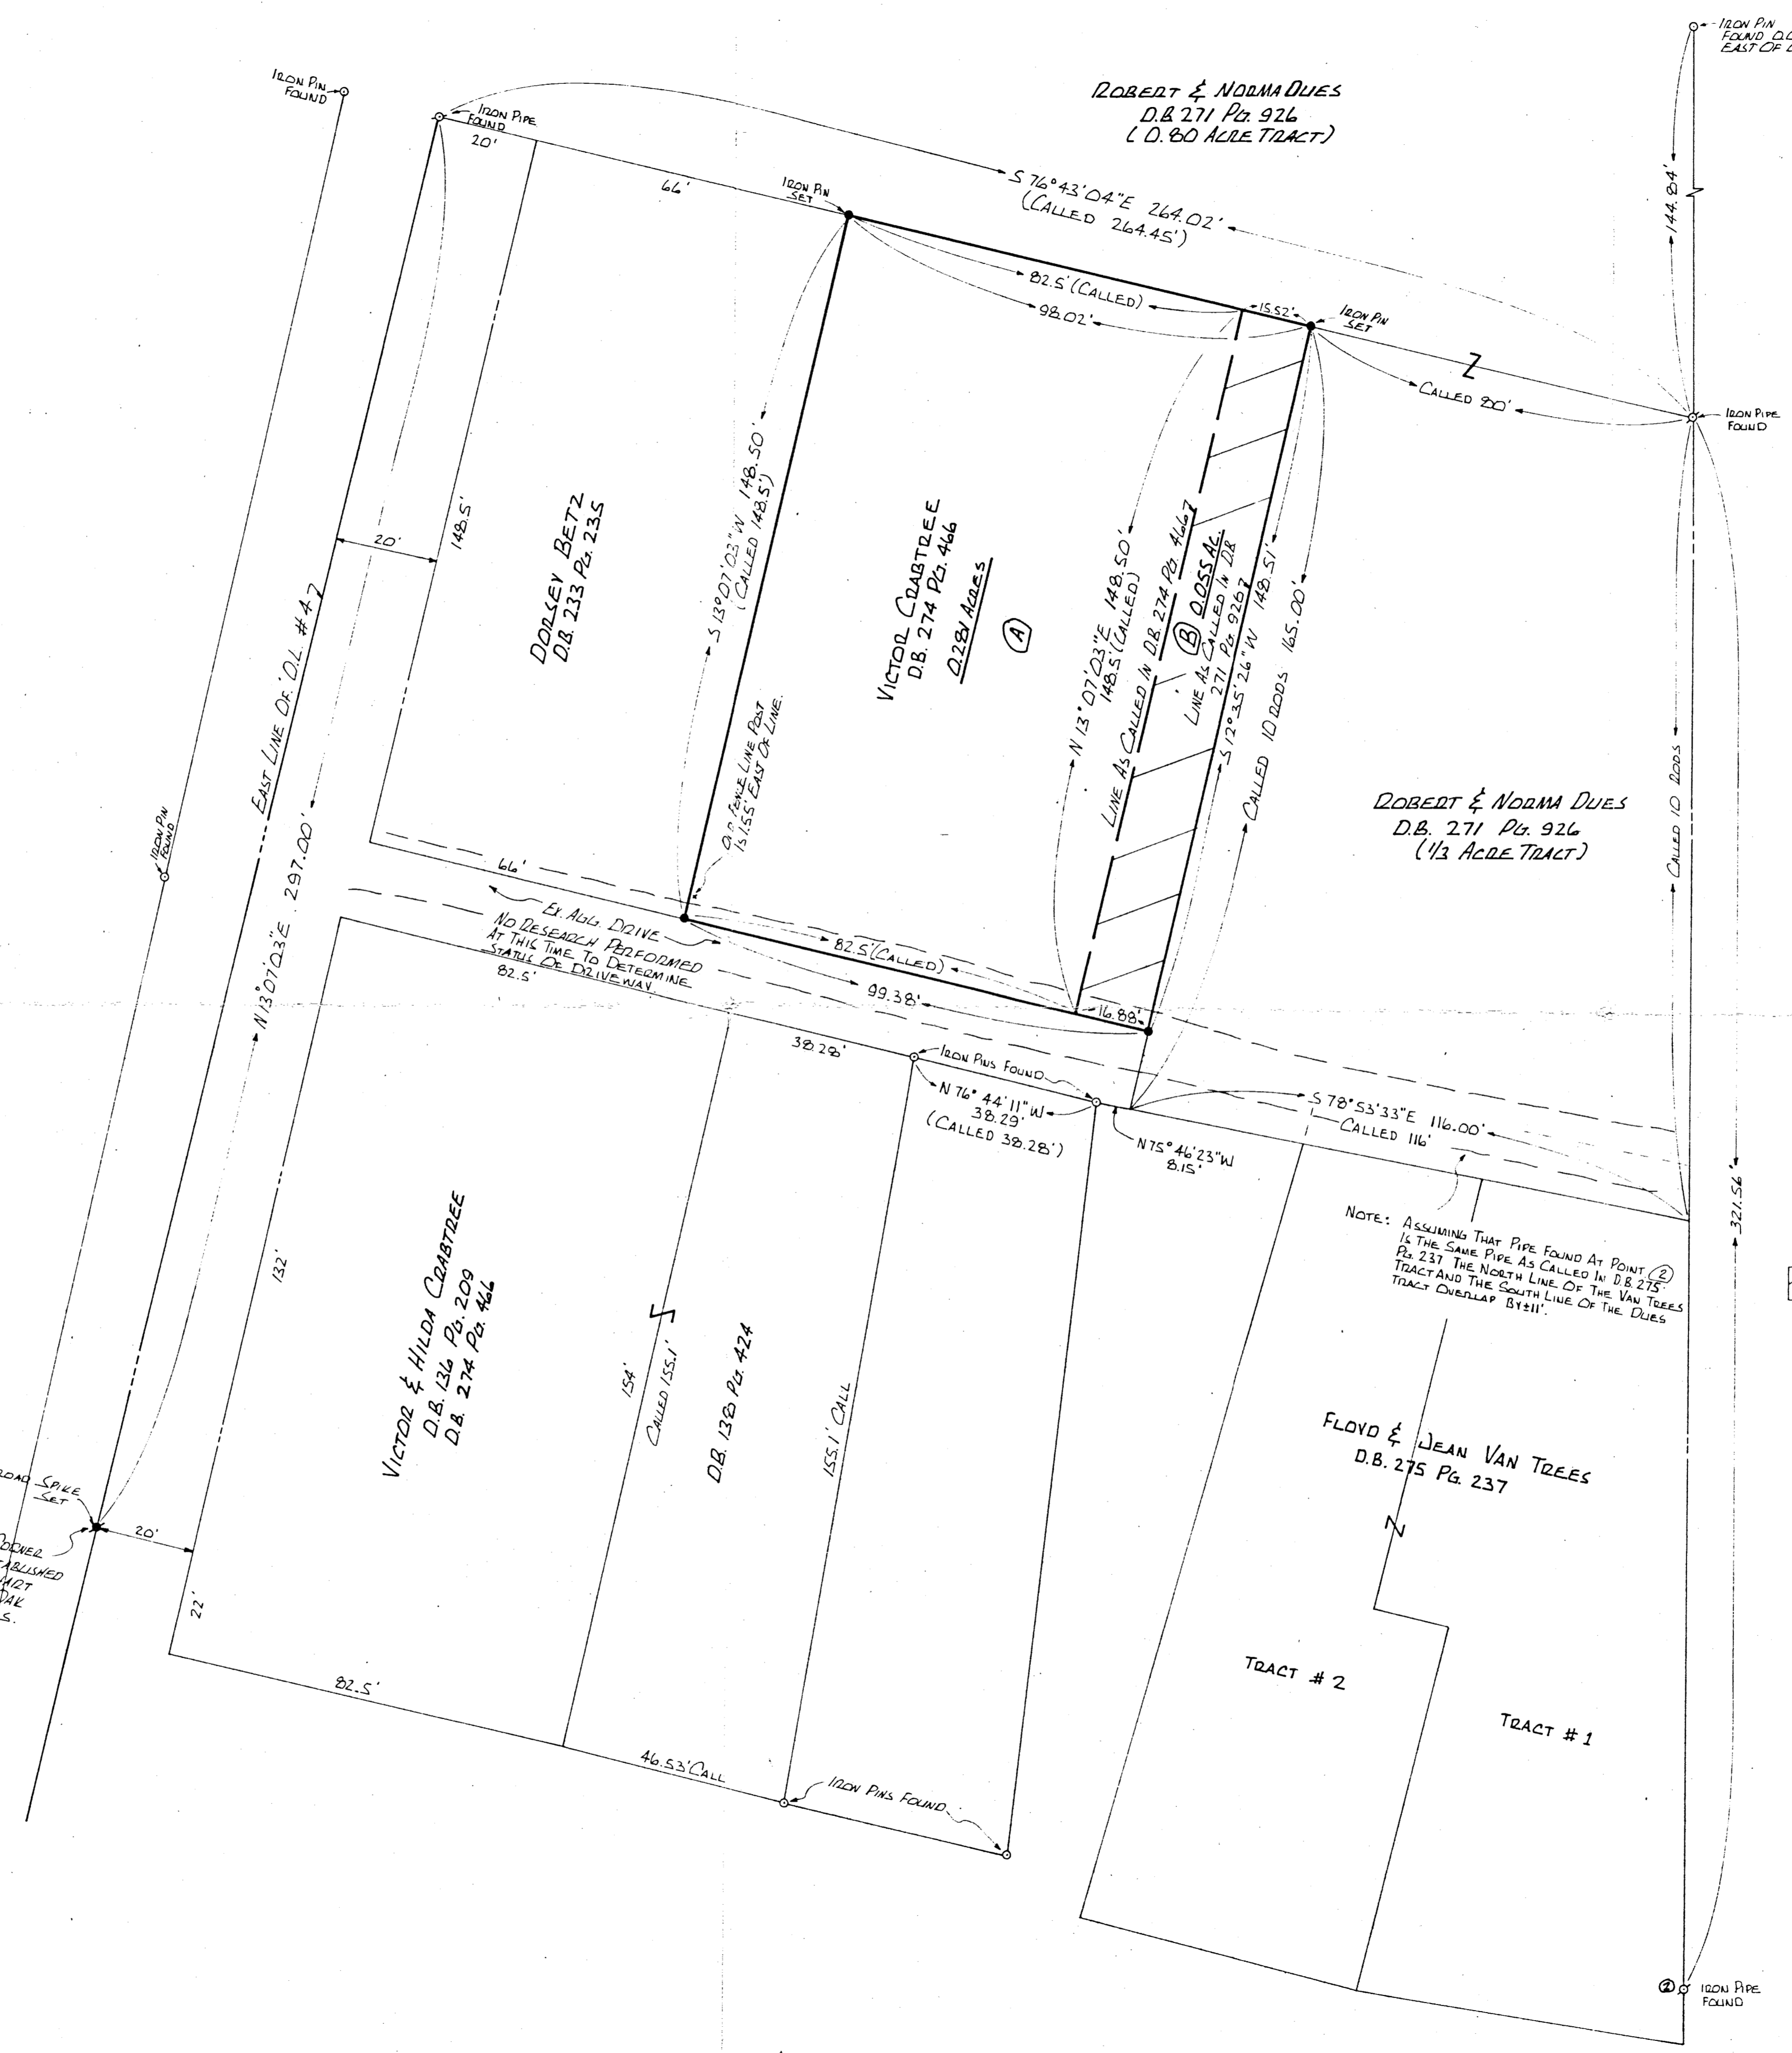 IRON PIN
FOUND
EAST OF
IRON PIN
FOUND
IRON PIPE
FOUND
20'
66'
IRON PIN
SET
ROBERT & NORMA DUES
D.B. 271 PG. 926
(0.80 ACRE TRACT)
S 76°43'04"E 264.02'
(CALLED 264.45')
144.84'
82.5' (CALLED)
98.02'
15.52'
IRON PIN
SET
CALLED 80'
IRON PIPE
FOUND
20'
148.5'
DORSEY BETZ
D.B. 233 PG. 235
S 13°07'03"W 148.50'
(CALLED 148.5')
VICTOR CRABTREE
D.B. 274 PG. 466
0.281 ACRES
A
N 13°07'03"E 148.50'
148.5' (CALLED)
LINE AS CALLED IN D.B. 274 PG. 466
B 0.055 AC.
LINE AS CALLED IN D.B.
271 PG. 926
S 12°35'26"W 148.51'
CALLED 10 RODS 165.00'
EAST LINE OF O.L. #47
N 13°07'03"E 297.00'
IRON PIN
FOUND
OLD FENCE LINE POST
IS 1.55' EAST OF LINE.
ROBERT & NORMA DUES
D.B. 271 PG. 926
(1/3 ACRE TRACT)
CALLED 10 RODS
66'
EX. AGG. DRIVE
NO RESEARCH PERFORMED
AT THIS TIME TO DETERMINE
STATUS OF DRIVEWAY.
82.5'
82.5' (CALLED)
99.38'
16.88'
38.28'
IRON PINS FOUND
N 76°44'11"W
38.29'
(CALLED 38.28')
N 75°46'23"W
8.15'
S 78°53'33"E 116.00'
CALLED 116'
321.56'
NOTE: ASSUMING THAT PIPE FOUND AT POINT 2
IS THE SAME PIPE AS CALLED IN D.B. 275
PG. 237 THE NORTH LINE OF THE VAN TREES
TRACT AND THE SOUTH LINE OF THE DUES
TRACT OVERLAP BY ±11'.
132'
VICTOR & HILDA CRABTREE
D.B. 136 PG. 209
D.B. 274 PG. 466
154'
CALLED 155.1'
D.B. 138 PG. 424
155.1' CALL
FLOYD & JEAN VAN TREES
D.B. 275 PG. 237
SPIKE
SET
20'
22'
82.5'
46.53' CALL
IRON PINS FOUND
TRACT # 2
TRACT # 1
2
IRON PIPE
FOUND